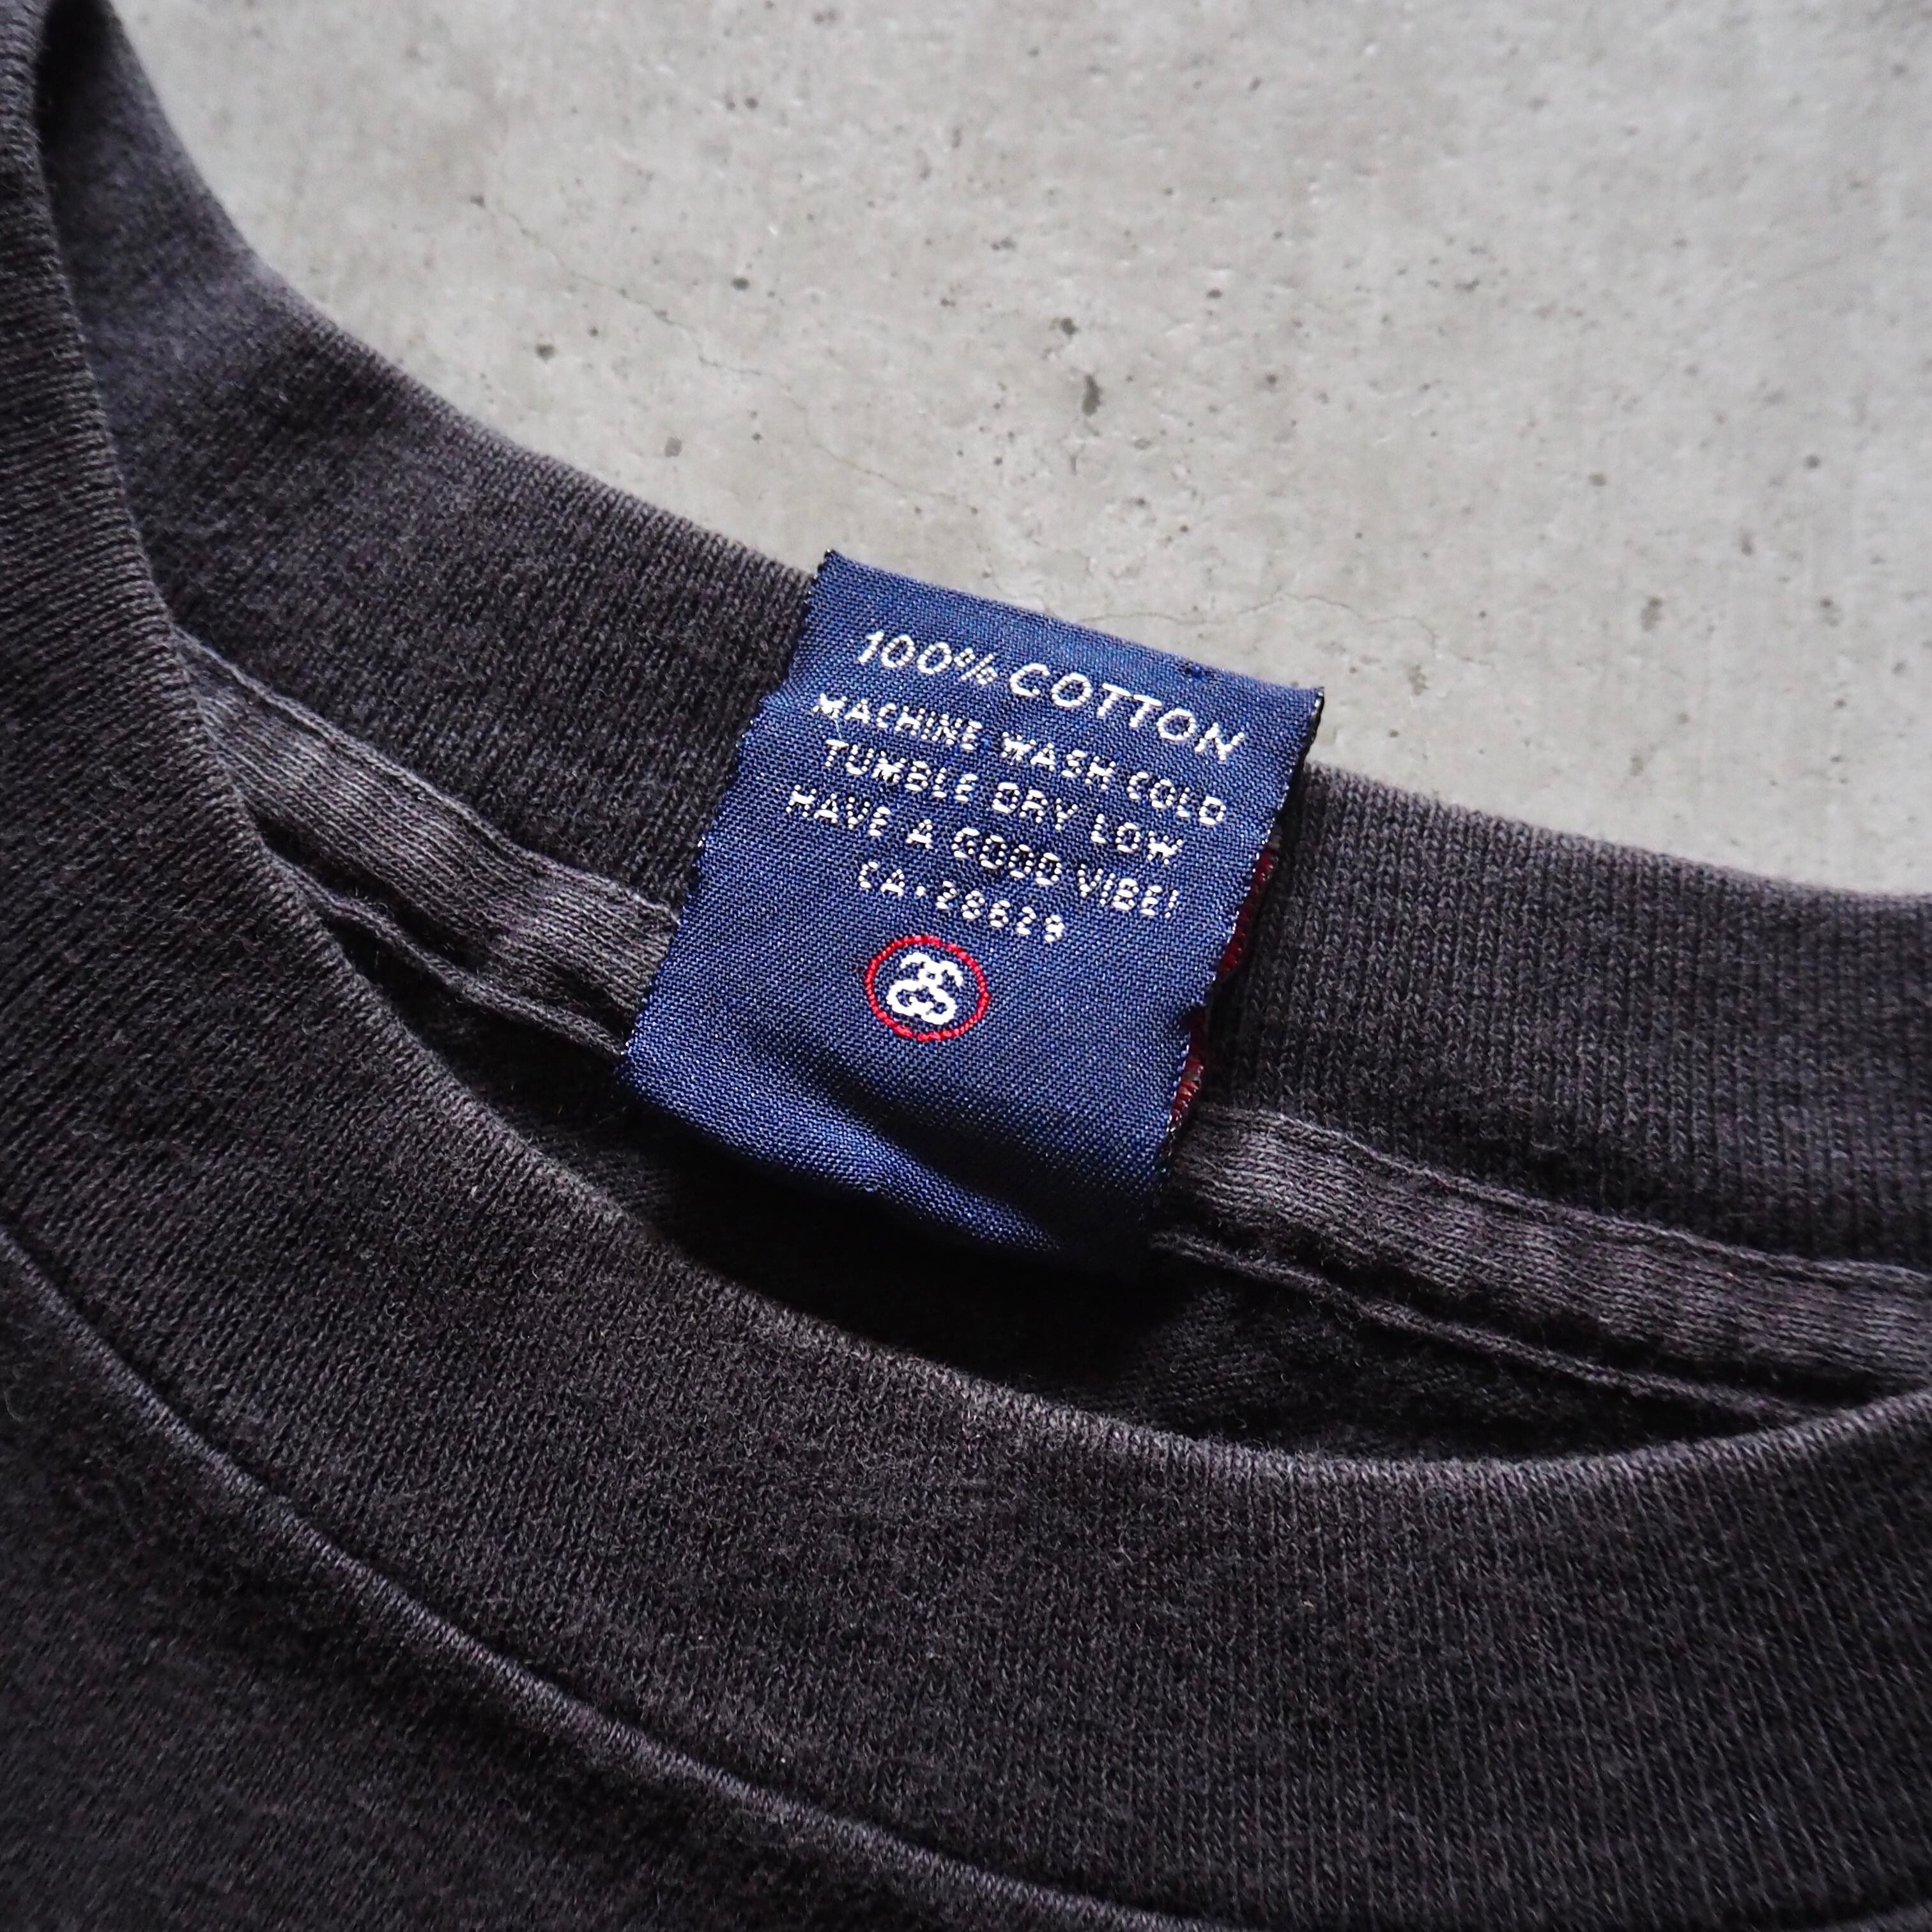 100% COTTON
MACHINE WASH COLD
TUMBLE DRY LOW
HAVE A GOOD VIBE!
CA•28629